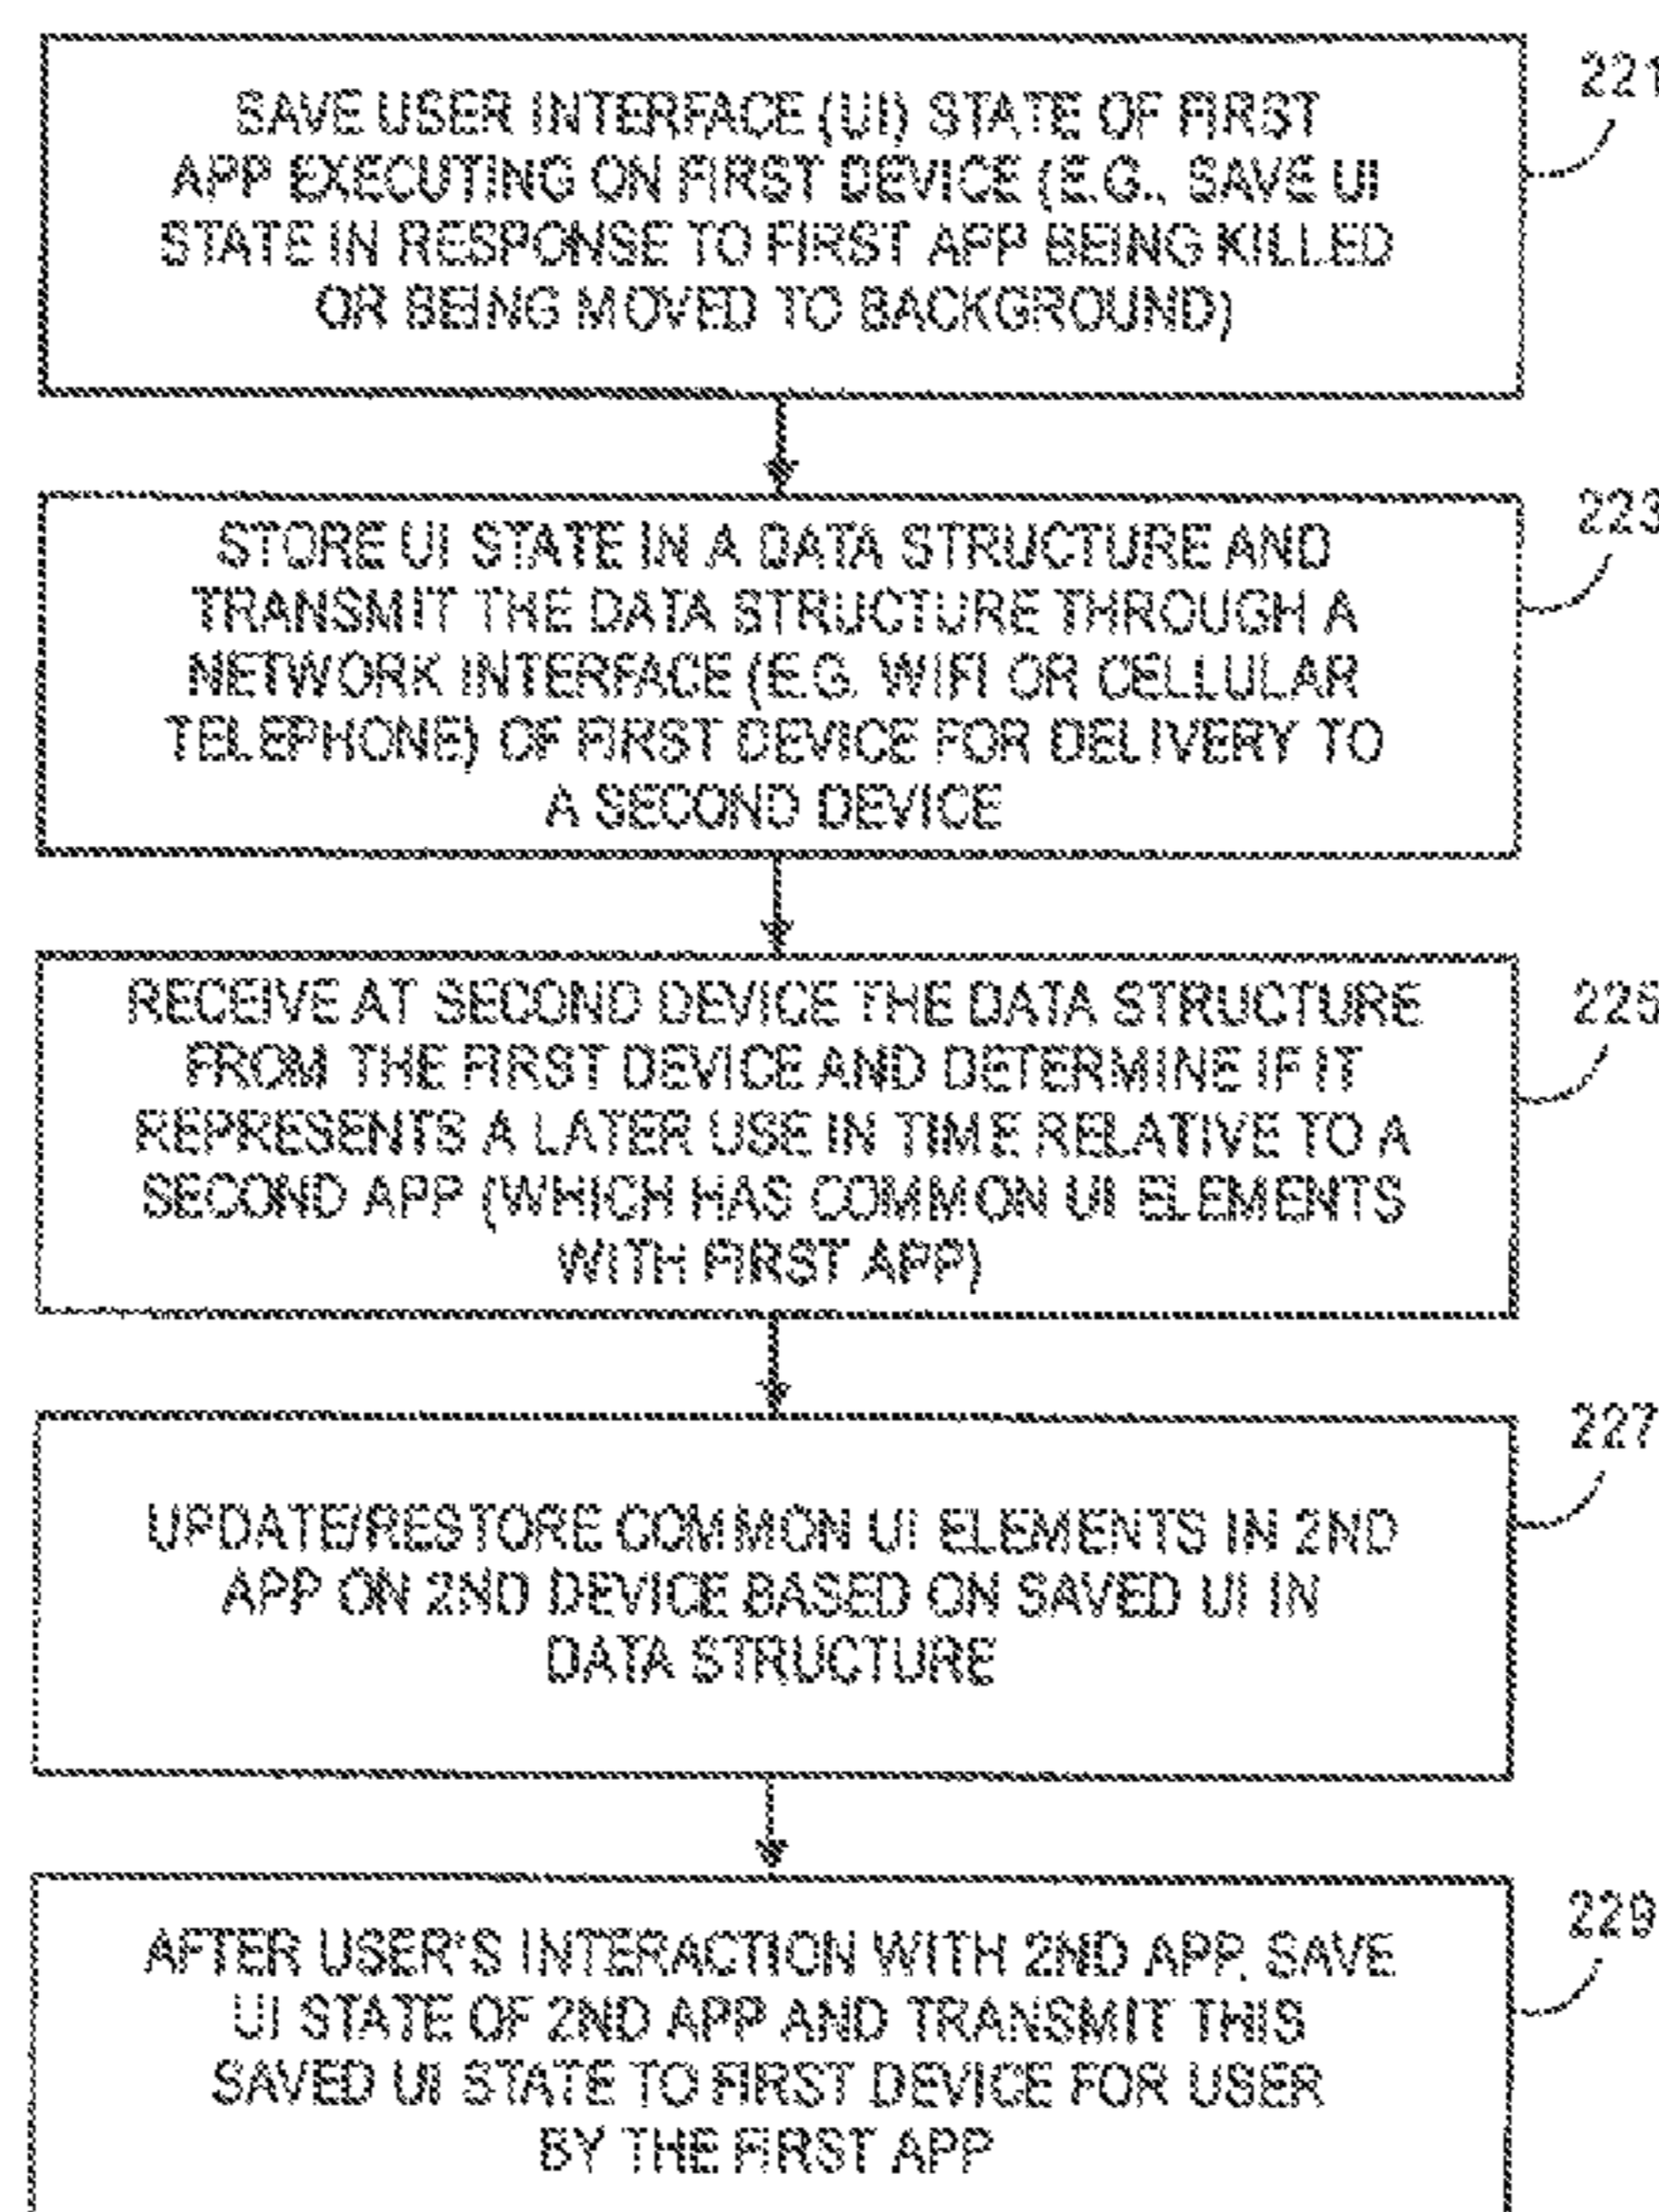 221
SAVE USER INTERFACE (UI) STATE OF FIRST
APP EXECUTING ON FIRST DEVICE (E.G., SAVE UI
STATE IN RESPONSE TO FIRST APP BEING KILLED
OR BEING MOVED TO BACKGROUND)
223
STORE UI STATE IN A DATA STRUCTURE AND
TRANSMIT THE DATA STRUCTURE THROUGH A
NETWORK INTERFACE (E.G. WIFI OR CELLULAR
TELEPHONE) OF FIRST DEVICE FOR DELIVERY TO
A SECOND DEVICE
225
RECEIVE AT SECOND DEVICE THE DATA STRUCTURE
FROM THE FIRST DEVICE AND DETERMINE IF IT
REPRESENTS A LATER USE IN TIME RELATIVE TO A
SECOND APP (WHICH HAS COMMON UI ELEMENTS
WITH FIRST APP)
227
UPDATE/RESTORE COMMON UI ELEMENTS IN 2ND
APP ON 2ND DEVICE BASED ON SAVED UI IN
DATA STRUCTURE
229
AFTER USER'S INTERACTION WITH 2ND APP, SAVE
UI STATE OF 2ND APP AND TRANSMIT THIS
SAVED UI STATE TO FIRST DEVICE FOR USER
BY THE FIRST APP